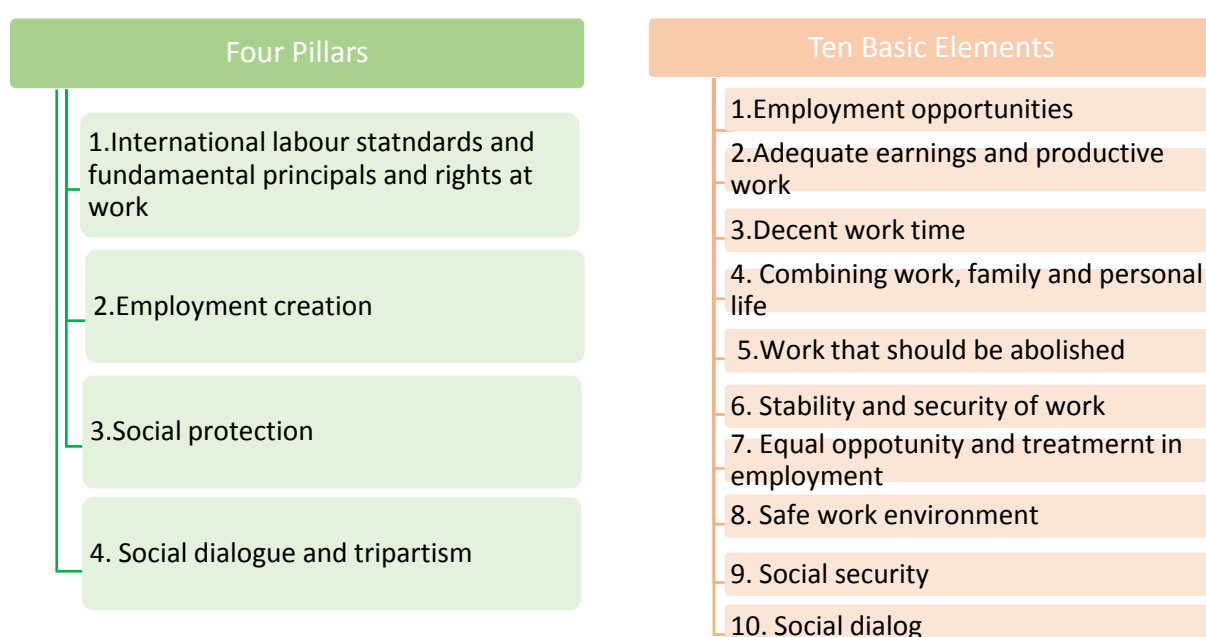 Four Pillars
1.International labour statndards and
fundamaental principals and rights at
work
2.Employment creation
3.Social protection
4. Social dialogue and tripartism
Ten Basic Elements
1.Employment opportunities
2.Adequate earnings and productive
work
3.Decent work time
4. Combining work, family and personal
life
5.Work that should be abolished
6. Stability and security of work
7. Equal oppotunity and treatmernt in
employment
8. Safe work environment
9. Social security
10. Social dialog